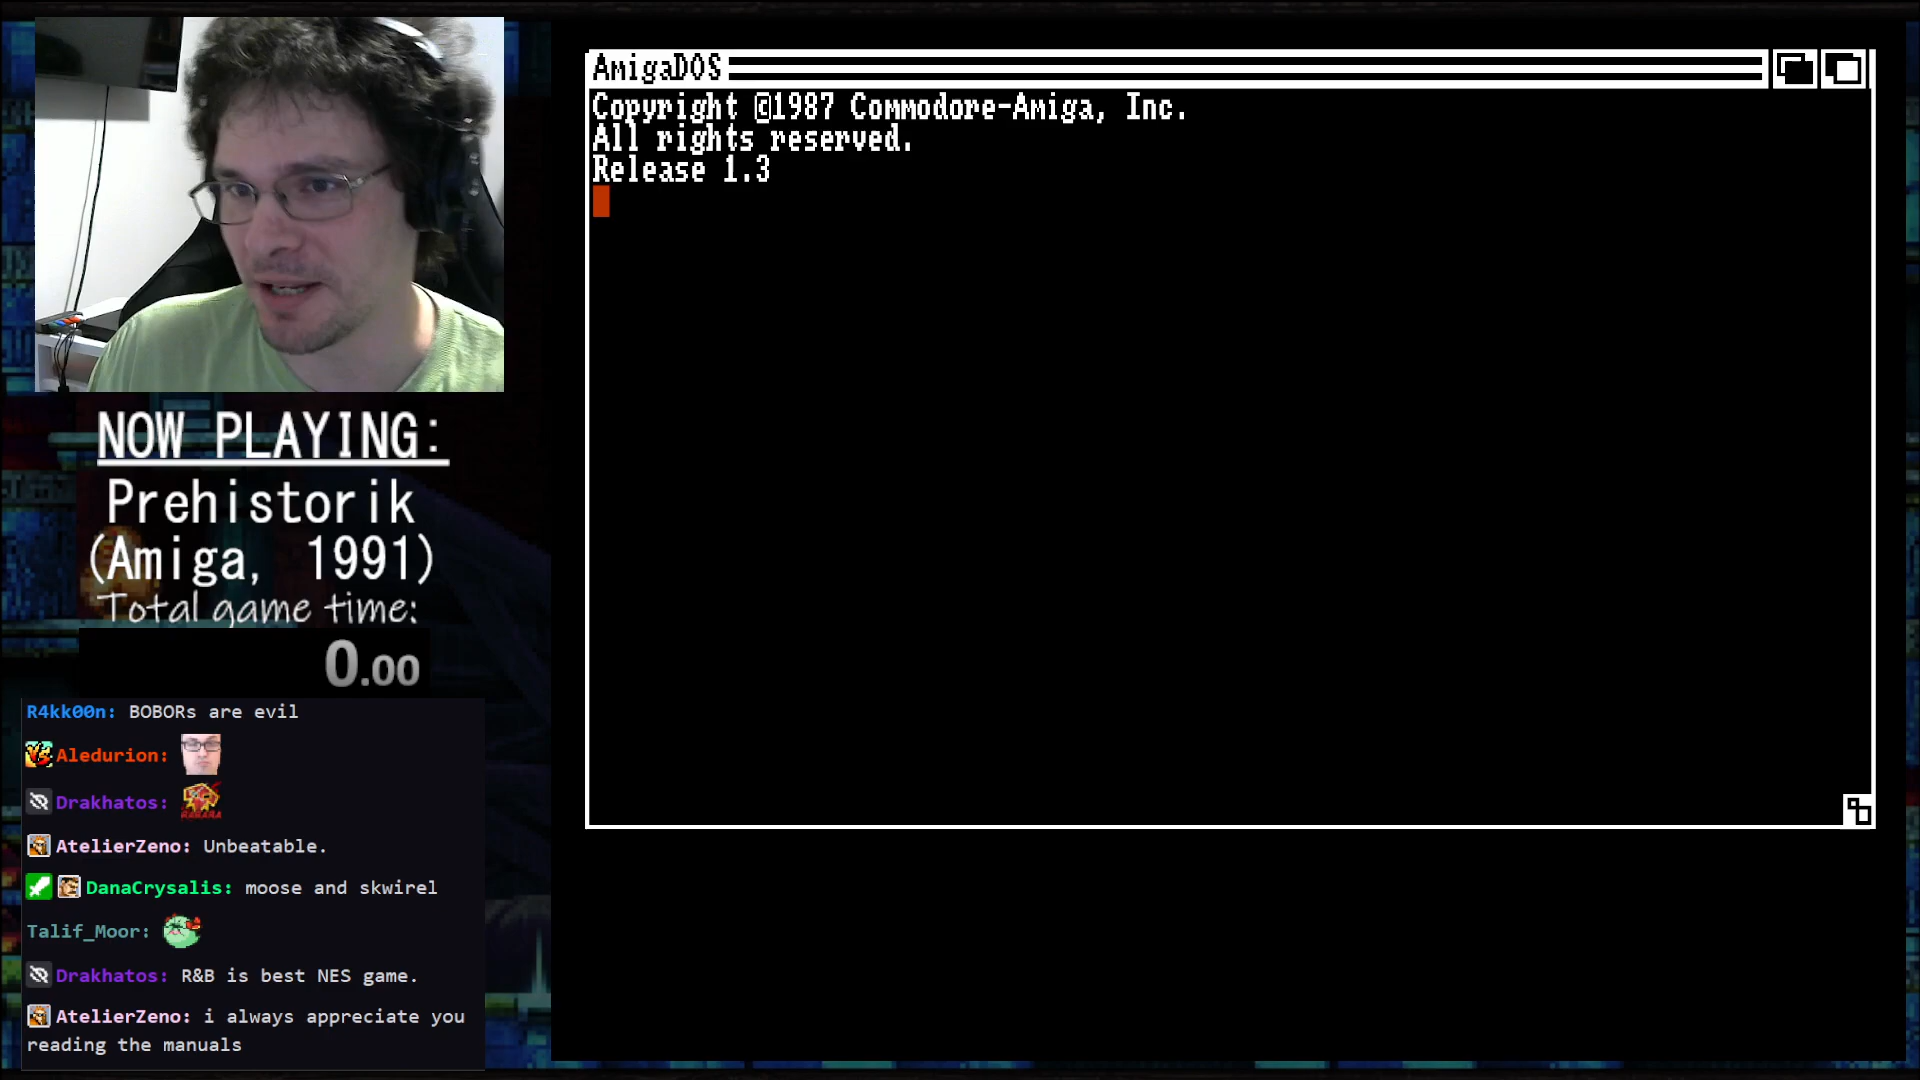 AmigaDOS
Copyright ©1987 Commodore-Amiga, Inc.
All rights reserved.
Release 1.3
NOW PLAYING:
Prehistorik
(Amiga, 1991)
Total game time:
0.00
R4kk00n: BOBORs are evil
Aledurion:
Drakhatos:
AtelierZeno: Unbeatable.
DanaCrysalis: moose and skwirel
Talif_Moor:
Drakhatos: R&B is best NES game.
AtelierZeno: i always appreciate you
reading the manuals